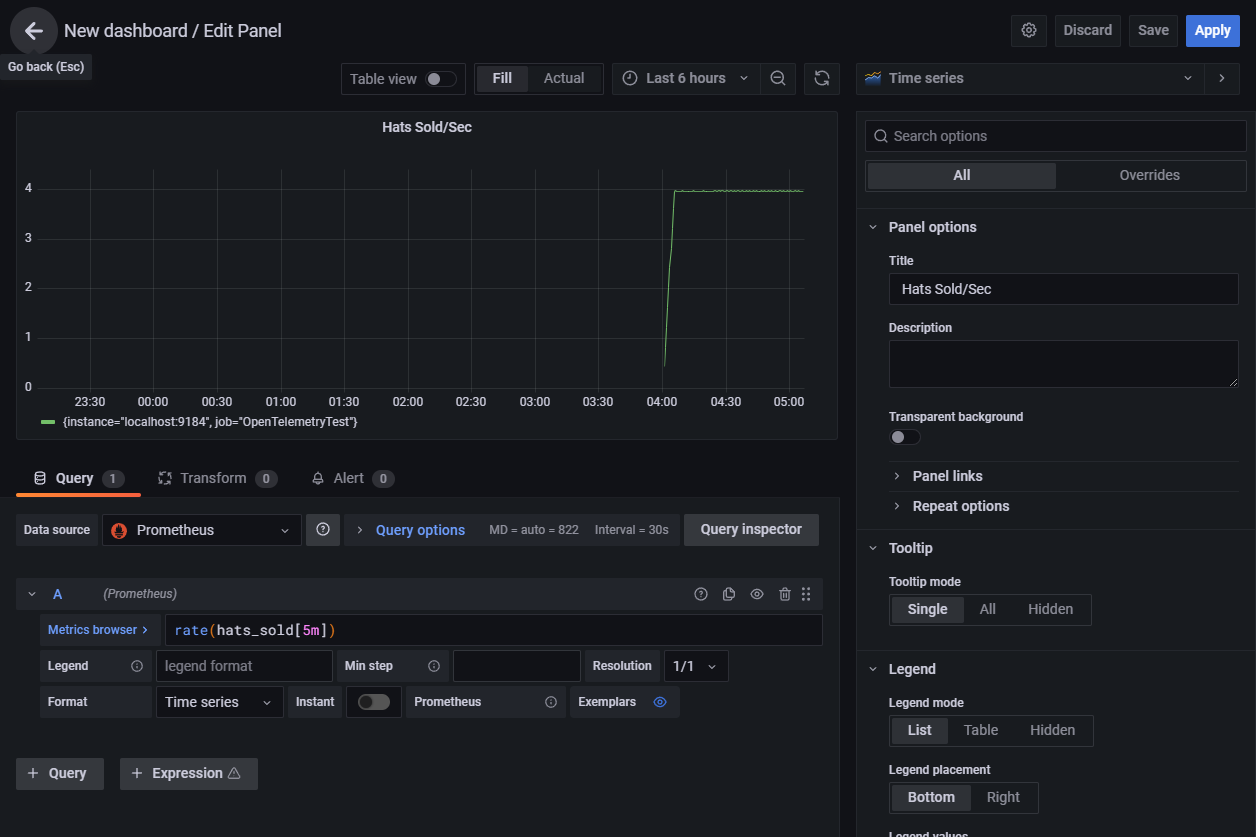 New dashboard / Edit Panel
Discard
Save
Apply
Go back (Esc)
Table view
Fill
Actual
Last 6 hours
Time series
Hats Sold/Sec
4
3
2
1
0
23:30 00:00 00:30 01:00 01:30 02:00 02:30 03:00 03:30 04:00 04:30 05:00
{instance="localhost:9184", job="OpenTelemetryTest"}
Query 1
Transform 0
Alert 0
Data source
Prometheus
Query options
MD = auto = 822
Interval = 30s
Query inspector
A
(Prometheus)
Metrics browser >
rate(hats_sold[5m])
Legend
legend format
Min step
Resolution
1/1
Format
Time series
Instant
Prometheus
Exemplars
+ Query
+ Expression
Search options
All
Overrides
Panel options
Title
Hats Sold/Sec
Description
Transparent background
Panel links
Repeat options
Tooltip
Tooltip mode
Single
All
Hidden
Legend
Legend mode
List
Table
Hidden
Legend placement
Bottom
Right
Legend values